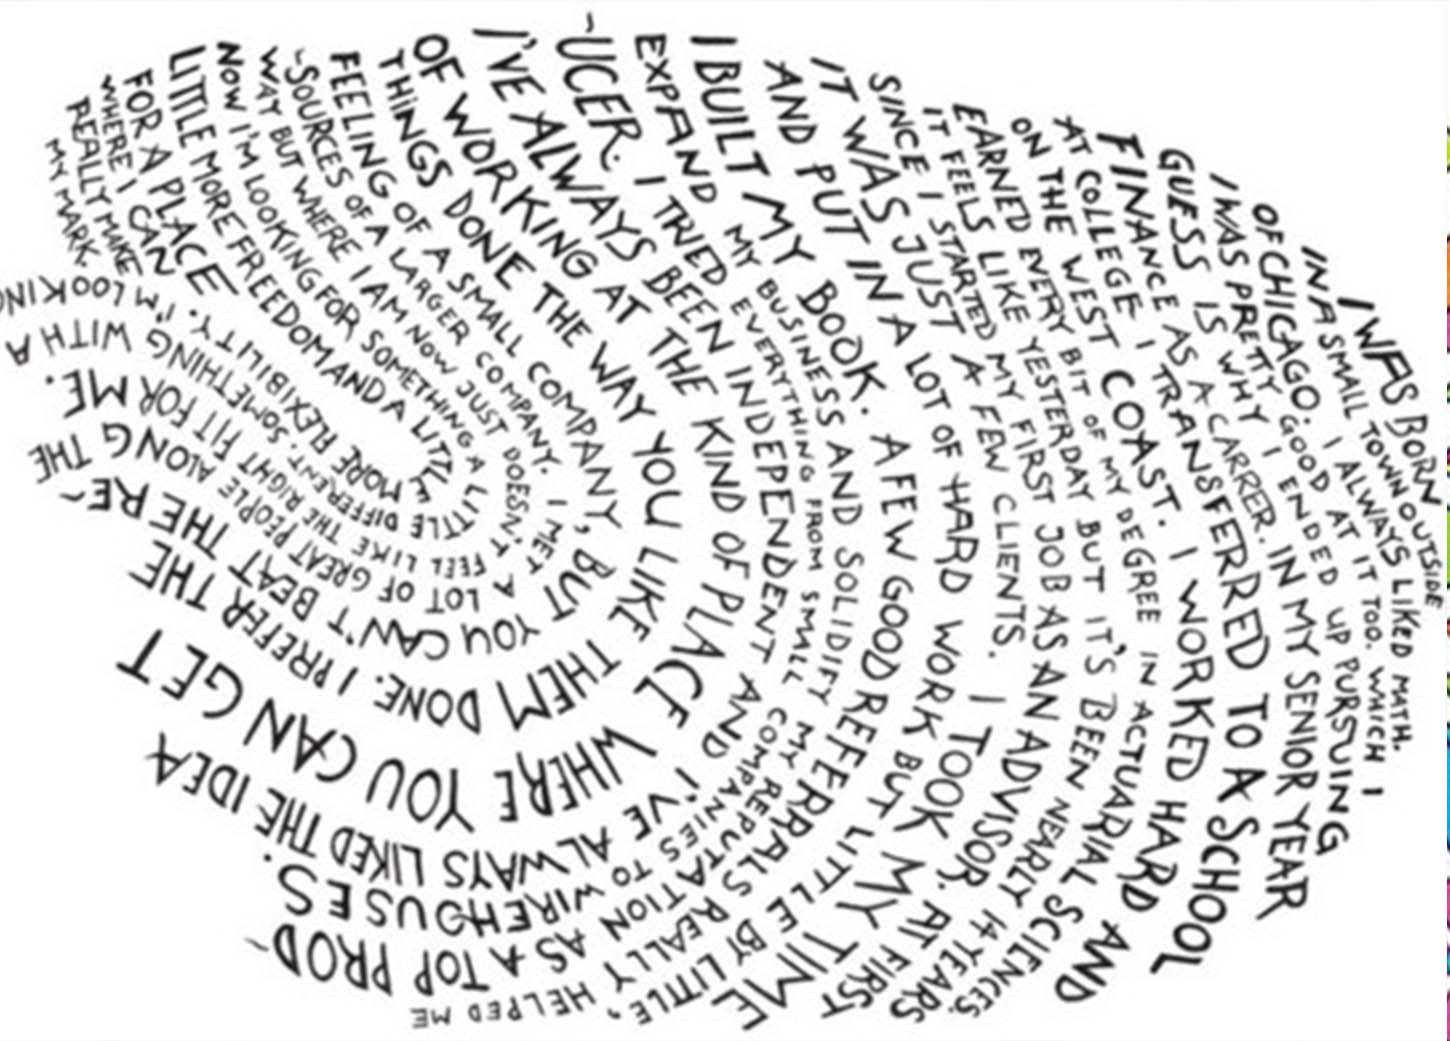 I WAS BORN
IN A SMALL TOWN OUTSIDE
OF CHICAGO. I ALWAYS LIKED MATH.
I WAS PRETTY GOOD AT IT TOO. WHICH I
GUESS IS WHY I ENDED UP PURSUING
FINANCE AS A CARRER. IN MY SENIOR YEAR
AT COLLEGE I TRANSFERRED TO A SCHOOL
ON THE WEST COAST. I WORKED HARD AND
EARNED EVERY BIT OF MY DEGREE IN ACTUARIAL SCIENCES.
IT FEELS LIKE YESTERDAY BUT IT'S BEEN NEARLY 14 YEARS
SINCE I STARTED MY FIRST JOB AS AN ADVISOR. AT FIRST
IT WAS JUST A FEW CLIENTS. I TOOK MY TIME
AND PUT IN A LOT OF HARD WORK BUT LITTLE BY LITTLE,
I BUILT MY BOOK. A FEW GOOD REFERRALS REALLY HELPED ME
EXPAND MY BUSINESS AND SOLIDIFY MY REPUTATION AS A TOP PROD-
-UCER. I TRIED EVERYTHING FROM SMALL COMPANIES TO WIREHOUSES.
I'VE ALWAYS BEEN INDEPENDENT AND I'VE ALWAYS LIKED THE IDEA
OF WORKING AT THE KIND OF PLACE WHERE YOU CAN GET
THINGS DONE THE WAY YOU LIKE THEM DONE. I PREFER THE
FEELING OF A SMALL COMPANY, BUT YOU CAN'T BEAT THE RE-
-SOURCES OF A LARGER COMPANY. I MET A LOT OF GREAT PEOPLE ALONG THE
WAY BUT WHERE I AM NOW JUST DOESN'T FEEL LIKE THE RIGHT FIT FOR ME.
NOW I'M LOOKING FOR SOMETHING A LITTLE DIFFERENT. SOMETHING WITH A
LITTLE MORE FREEDOM AND A LITTLE MORE FLEXIBILITY. I'M LOOKING
FOR A PLACE
WHERE I CAN
REALLY MAKE
MY MARK